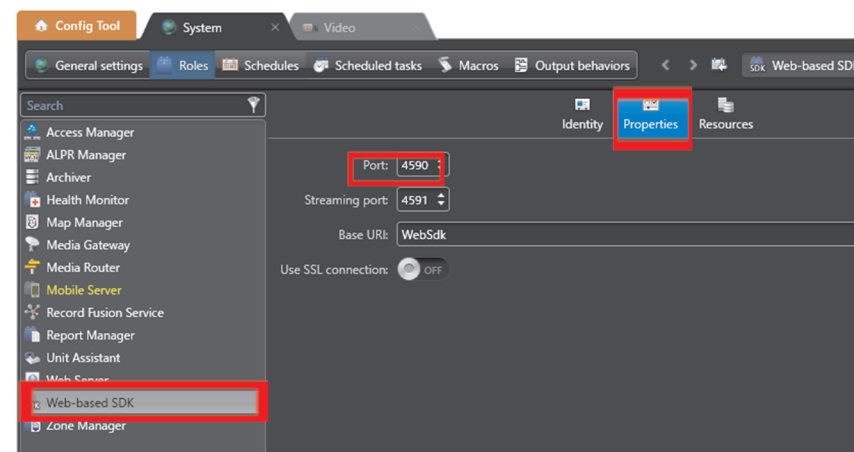 Config Tool System Video
General settings Roles Schedules Scheduled tasks Macros Output behaviors SDK Web-based SD
Search
Identity Properties Resources
Access Manager
ALPR Manager
Archiver
Health Monitor
Map Manager
Media Gateway
Media Router
Mobile Server
Record Fusion Service
Report Manager
Unit Assistant
Web Server
Web-based SDK
Zone Manager
Port: 4590
Streaming port: 4591
Base URI: WebSdk
Use SSL connection: OFF